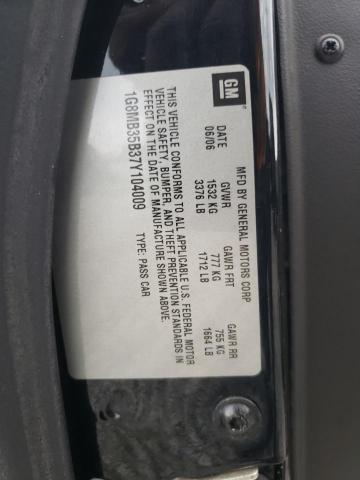 GM
MFD BY GENERAL MOTORS CORP
DATE GVWR GAWR FRT GAWR RR
06/06 1532 KG 777 KG 755 KG
3376 LB 1712 LB 1664 LB
THIS VEHICLE CONFORMS TO ALL APPLICABLE U.S. FEDERAL MOTOR
VEHICLE SAFETY, BUMPER, AND THEFT PREVENTION STANDARDS IN
EFFECT ON THE DATE OF MANUFACTURE SHOWN ABOVE.
1G8MB35B37Y104009 TYPE: PASS CAR